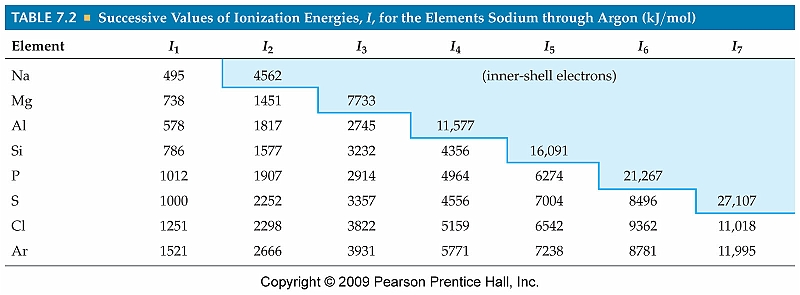 TABLE 7.2 ■ Successive Values of Ionization Energies, I, for the Elements Sodium through Argon (kJ/mol)
Element I1 I2 I3 I4 I5 I6 I7
Na 495 4562 (inner-shell electrons)
Mg 738 1451 7733
Al 578 1817 2745 11,577
Si 786 1577 3232 4356 16,091
P 1012 1907 2914 4964 6274 21,267
S 1000 2252 3357 4556 7004 8496 27,107
Cl 1251 2298 3822 5159 6542 9362 11,018
Ar 1521 2666 3931 5771 7238 8781 11,995
Copyright © 2009 Pearson Prentice Hall, Inc.